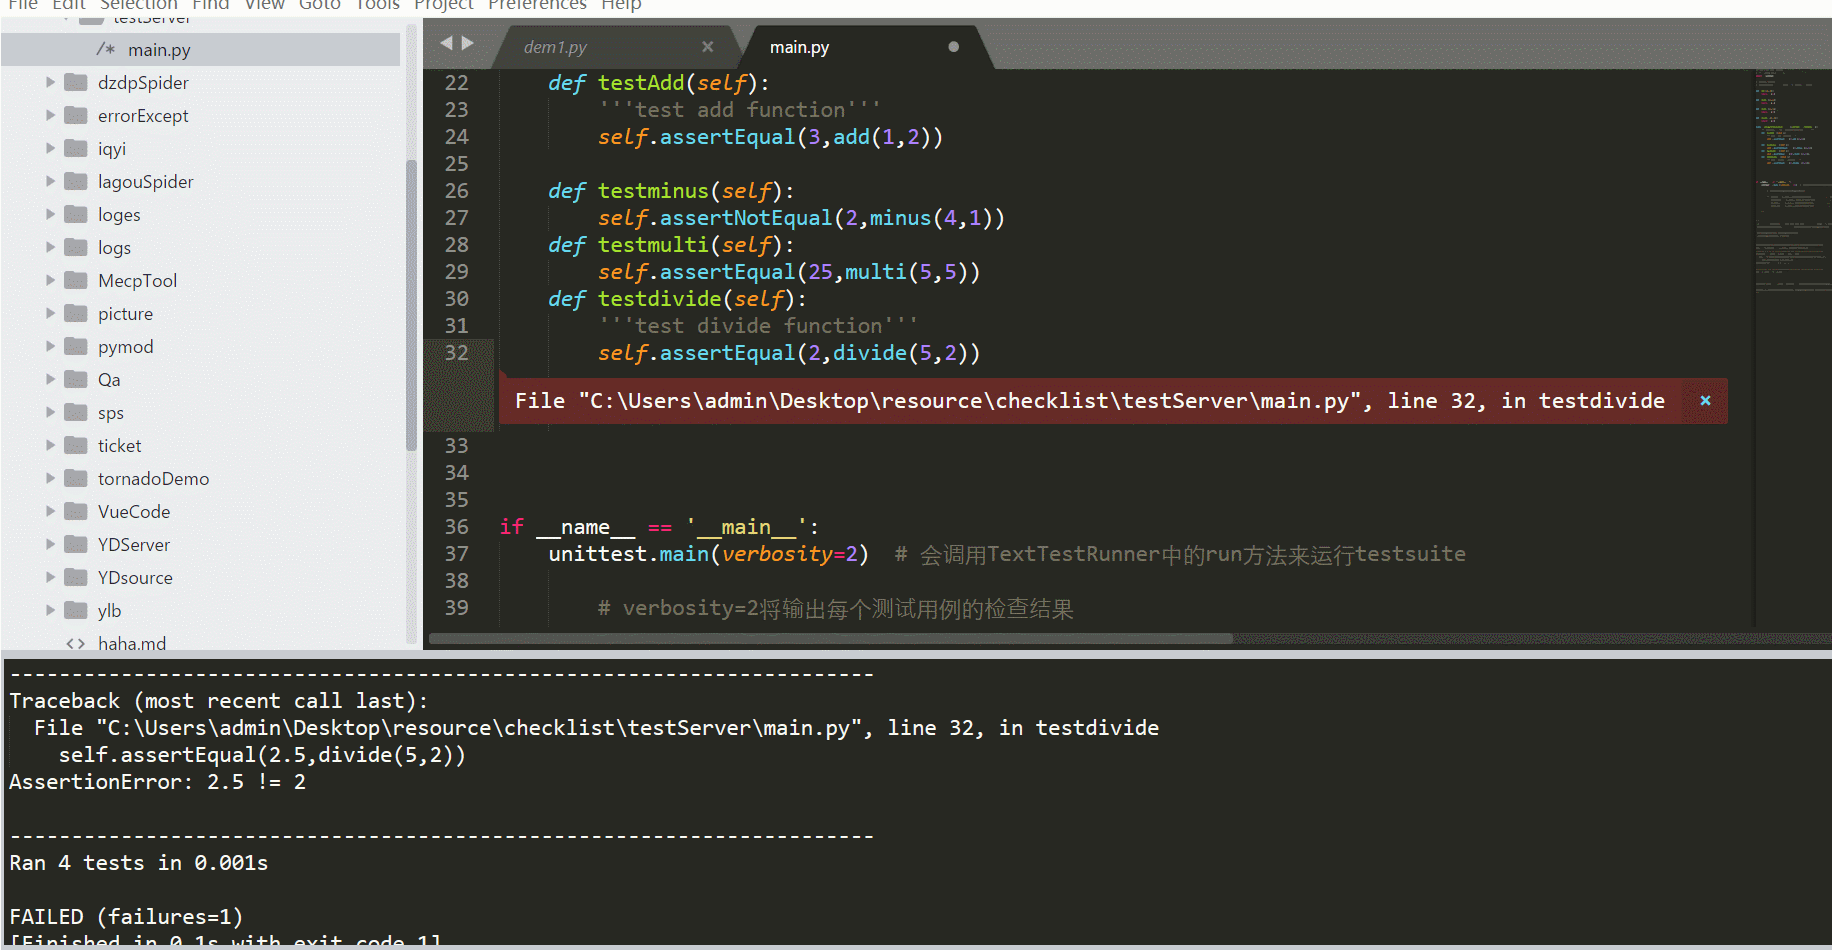 File Edit Selection Find View Goto Tools Project Preferences Help
testServer
/* main.py
dzdpSpider
errorExcept
iqyi
lagouSpider
loges
logs
MecpTool
picture
pymod
Qa
sps
ticket
tornadoDemo
VueCode
YDServer
YDsource
ylb
<> haha.md
dem1.py ×
main.py
22 def testAdd(self):
23 '''test add function'''
24 self.assertEqual(3,add(1,2))
25
26 def testminus(self):
27 self.assertNotEqual(2,minus(4,1))
28 def testmulti(self):
29 self.assertEqual(25,multi(5,5))
30 def testdivide(self):
31 '''test divide function'''
32 self.assertEqual(2,divide(5,2))
File "C:\Users\admin\Desktop\resource\checklist\testServer\main.py", line 32, in testdivide ×
33
34
35
36 if __name__ == '__main__':
37 unittest.main(verbosity=2) # 会调用TextTestRunner中的run方法来运行testsuite
38
39 # verbosity=2将输出每个测试用例的检查结果
----------------------------------------------------------------------
Traceback (most recent call last):
File "C:\Users\admin\Desktop\resource\checklist\testServer\main.py", line 32, in testdivide
self.assertEqual(2.5,divide(5,2))
AssertionError: 2.5 != 2
----------------------------------------------------------------------
Ran 4 tests in 0.001s
FAILED (failures=1)
[Finished in 0.1s with exit code 1]